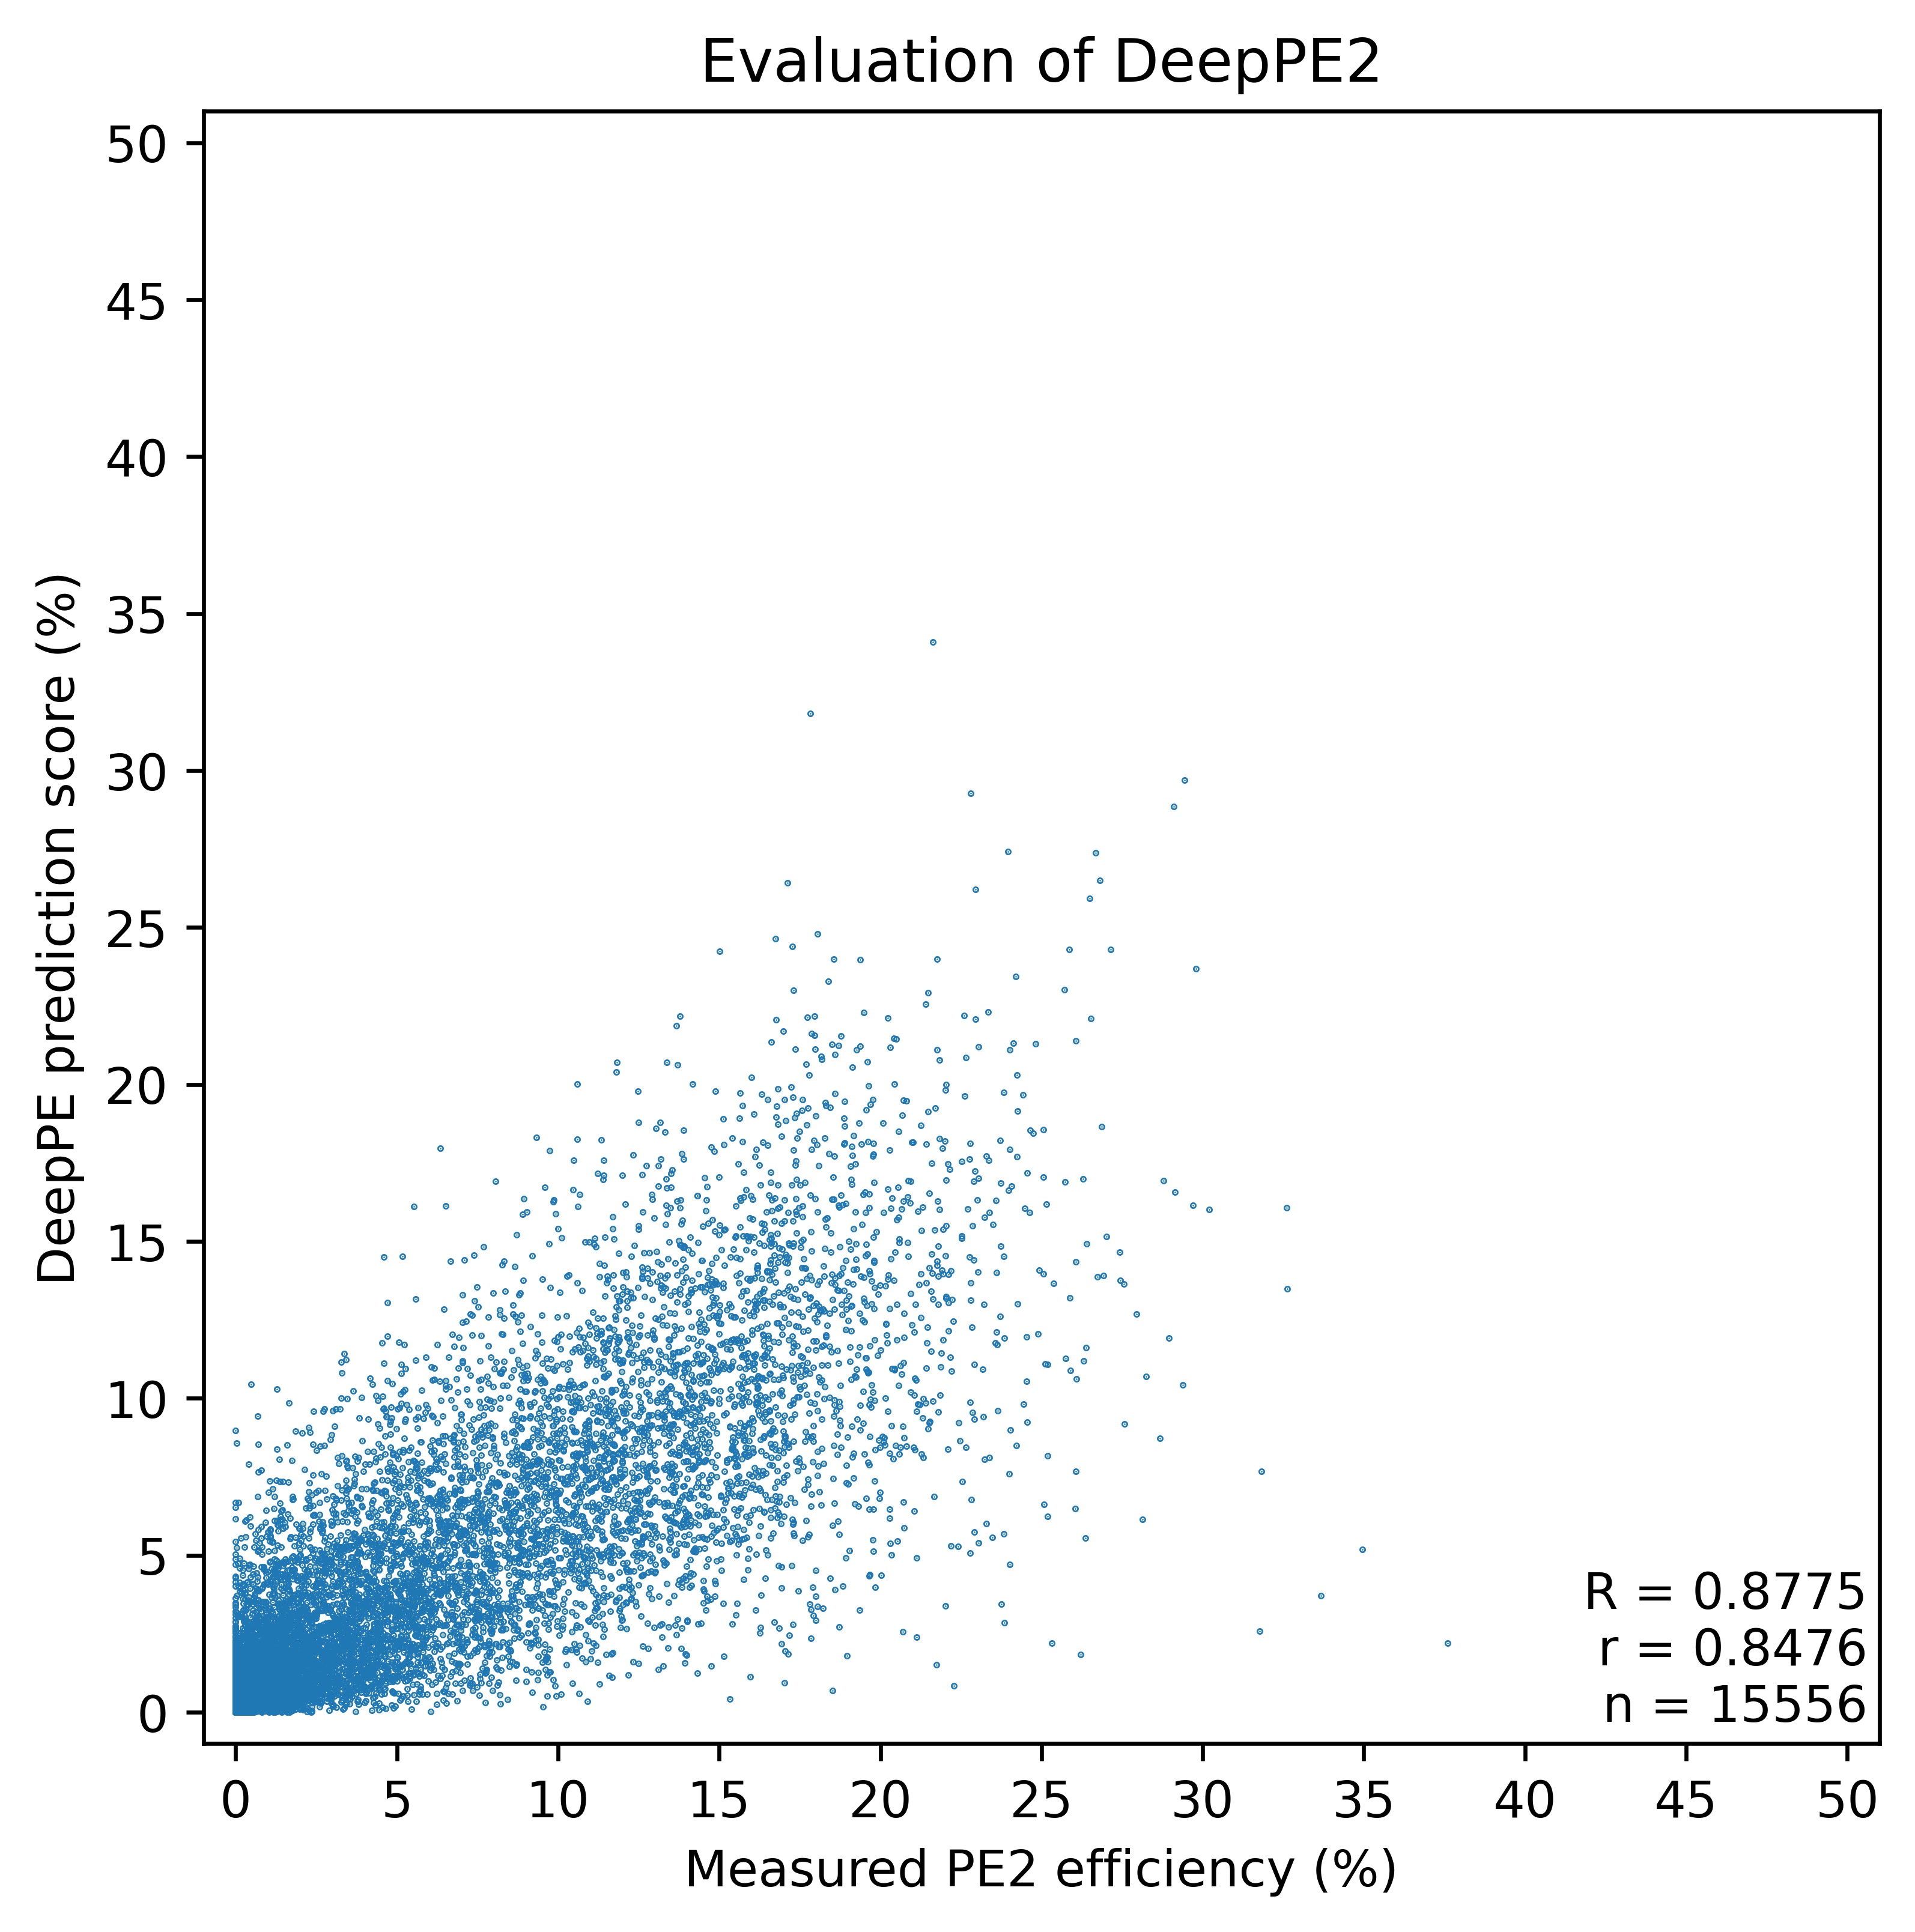 Evaluation of DeepPE2
DeepPE prediction score (%)
50
45
40
35
30
25
20
15
10
5
0
R = 0.8775
r = 0.8476
n = 15556
0 5 10 15 20 25 30 35 40 45 50
Measured PE2 efficiency (%)